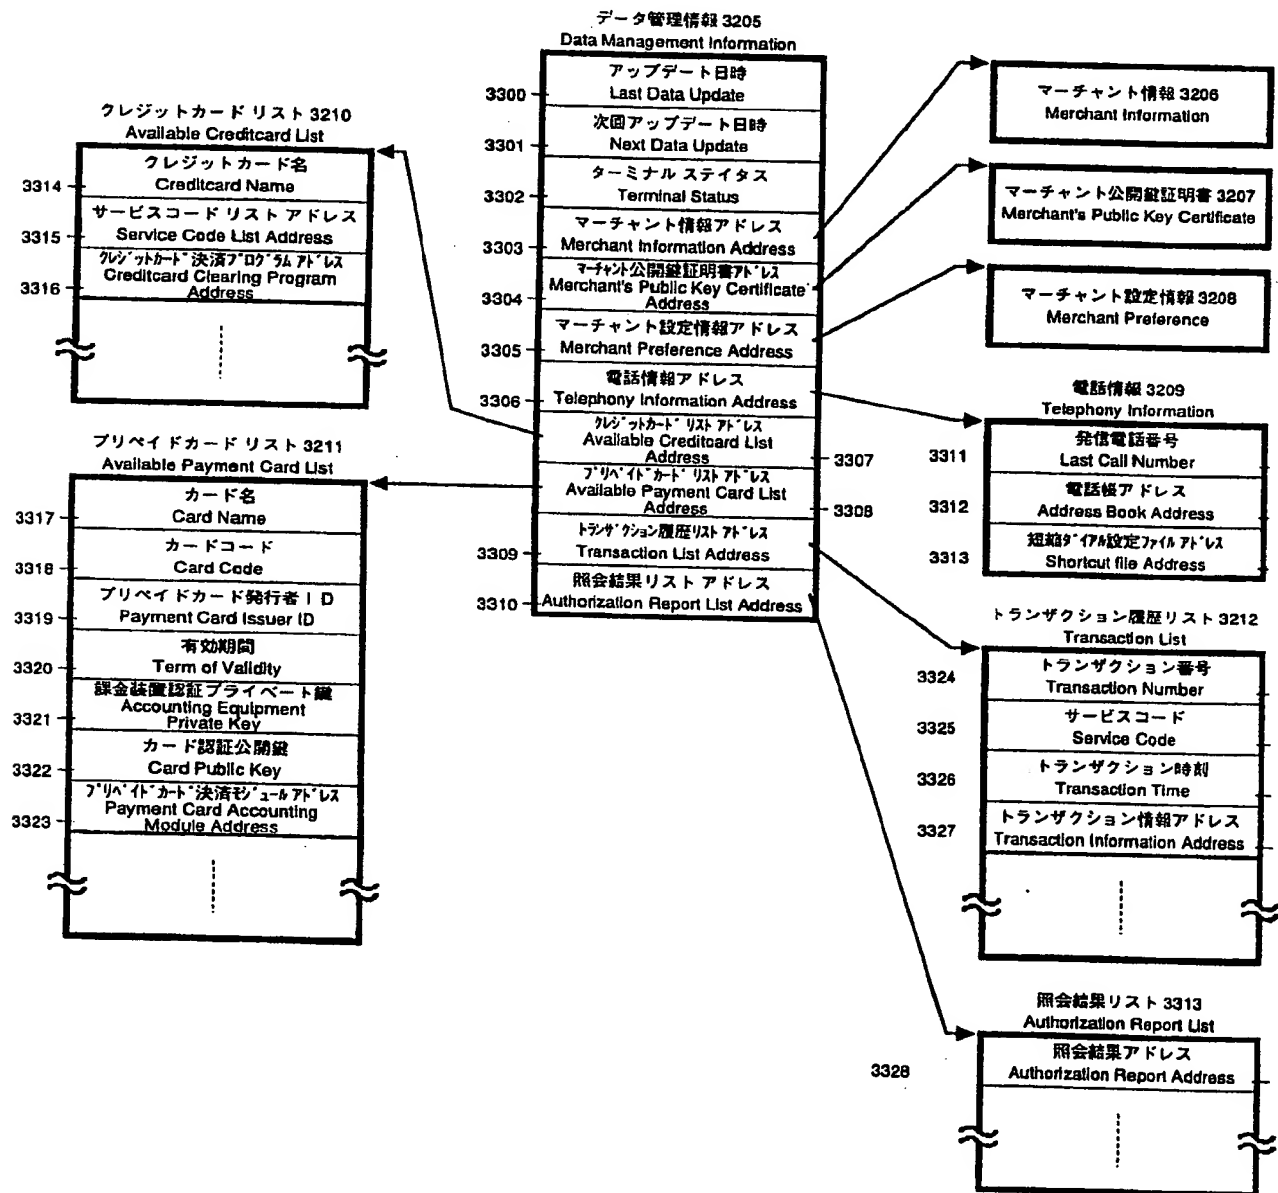 データ管理情報 3205
Data Management Information
3300
アップデート日時
Last Data Update
3301
次回アップデート日時
Next Data Update
3302
ターミナル ステイタス
Terminal Status
3303
マーチャント情報アドレス
Merchant Information Address
3304
マーチャント公開鍵証明書アドレス
Merchant's Public Key Certificate
Address
3305
マーチャント設定情報アドレス
Merchant Preference Address
3306
電話情報アドレス
Telephony Information Address
クレジットカード リスト アドレス
Available Creditcard List
Address
3307
プリペイドカード リスト アドレス
Available Payment Card List
Address
3308
3309
トランザクション履歴リスト アドレス
Transaction List Address
3310
照会結果リスト アドレス
Authorization Report List Address
クレジットカード リスト 3210
Available Creditcard List
3314
クレジットカード名
Creditcard Name
3315
サービスコード リスト アドレス
Service Code List Address
3316
クレジットカード決済プログラム アドレス
Creditcard Clearing Program
Address
プリペイドカード リスト 3211
Available Payment Card List
3317
カード名
Card Name
3318
カードコード
Card Code
3319
プリペイドカード発行者ID
Payment Card Issuer ID
3320
有効期間
Term of Validity
3321
課金装置認証プライベート鍵
Accounting Equipment
Private Key
3322
カード認証公開鍵
Card Public Key
3323
プリペイドカード決済モジュール アドレス
Payment Card Accounting
Module Address
マーチャント情報 3206
Merchant Information
マーチャント公開鍵証明書 3207
Merchant's Public Key Certificate
マーチャント設定情報 3208
Merchant Preference
電話情報 3209
Telephony Information
3311
発信電話番号
Last Call Number
3312
電話帳アドレス
Address Book Address
3313
短縮ダイアル設定ファイル アドレス
Shortcut file Address
トランザクション履歴リスト 3212
Transaction List
3324
トランザクション番号
Transaction Number
3325
サービスコード
Service Code
3326
トランザクション時刻
Transaction Time
3327
トランザクション情報アドレス
Transaction Information Address
照会結果リスト 3313
Authorization Report List
3328
照会結果アドレス
Authorization Report Address